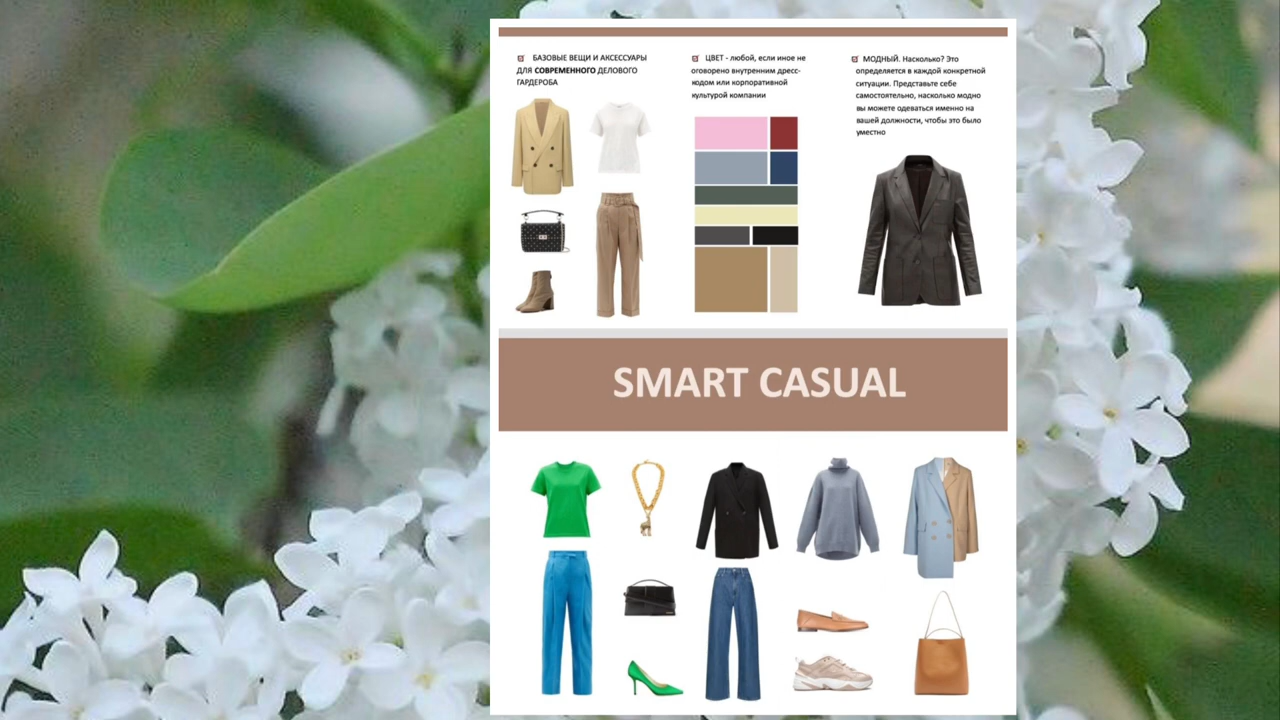 БАЗОВЫЕ ВЕЩИ И АКСЕССУАРЫ
ДЛЯ СОВРЕМЕННОГО ДЕЛОВОГО
ГАРДЕРОБА
ЦВЕТ - любой, если иное не
оговорено внутренним дресс-
кодом или корпоративной
культурой компании
МОДНЫЙ. Насколько? Это
определяется в каждой конкретной
ситуации. Представьте себе
самостоятельно, насколько модно
вы можете одеваться именно на
вашей должности, чтобы это было
уместно
SMART CASUAL